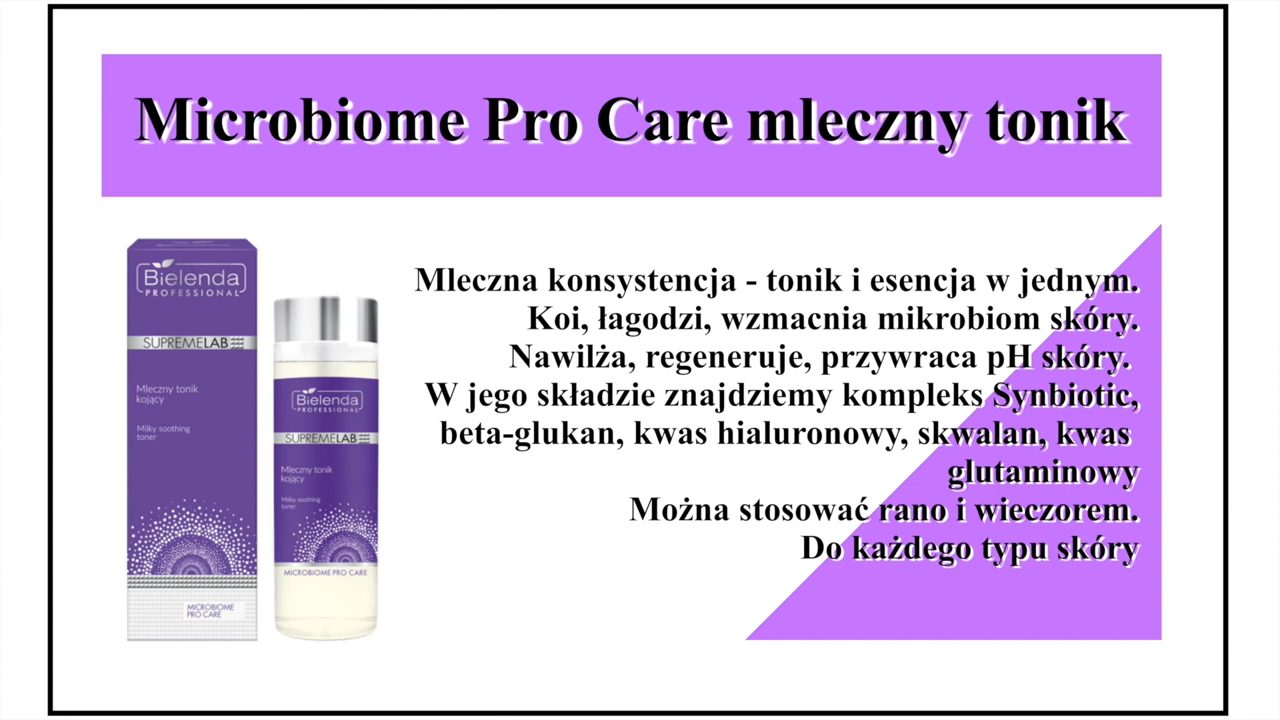 Microbiome Pro Care mleczny tonik
Mleczna konsystencja - tonik i esencja w jednym.
Koi, łagodzi, wzmacnia mikrobiom skóry.
Nawilża, regeneruje, przywraca pH skóry.
W jego składzie znajdziemy kompleks Synbiotic,
beta-glukan, kwas hialuronowy, skwalan, kwas
glutaminowy
Można stosować rano i wieczorem.
Do każdego typu skóry
Bielenda
PROFESSIONAL
SUPREMELAB
Mleczny tonik
kojący
Milky soothing
toner
MICROBIOME
PRO CARE
Bielenda
PROFESSIONAL
SUPREMELAB
Mleczny tonik
kojący
Milky soothing
toner
MICROBIOME PRO CARE